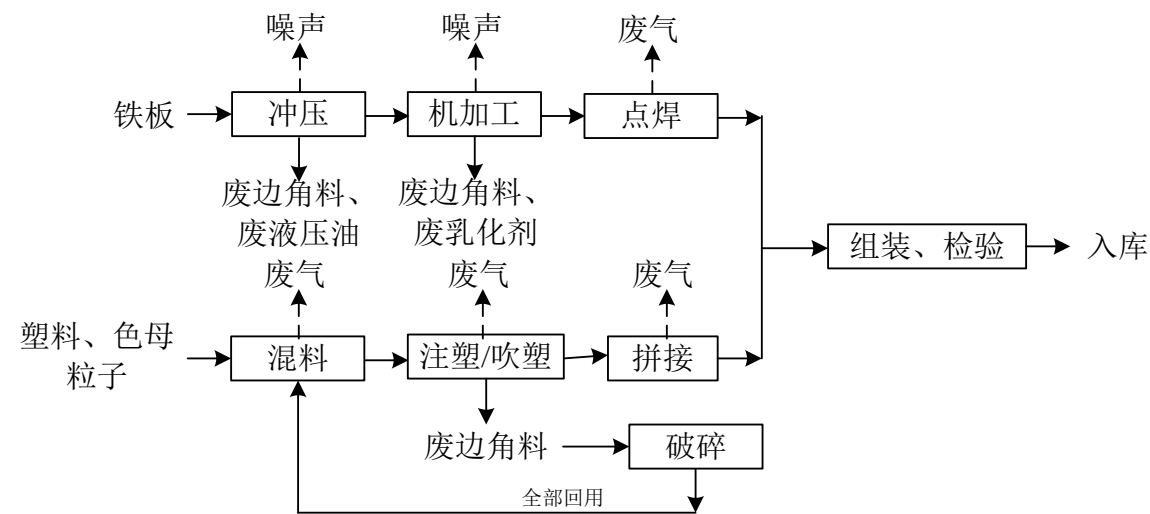 噪声
噪声
废气
铁板
冲压
机加工
点焊
废边角料、
废液压油
废边角料、
废乳化剂
组装、检验
入库
废气
废气
废气
塑料、色母
粒子
混料
注塑/吹塑
拼接
废边角料
破碎
全部回用